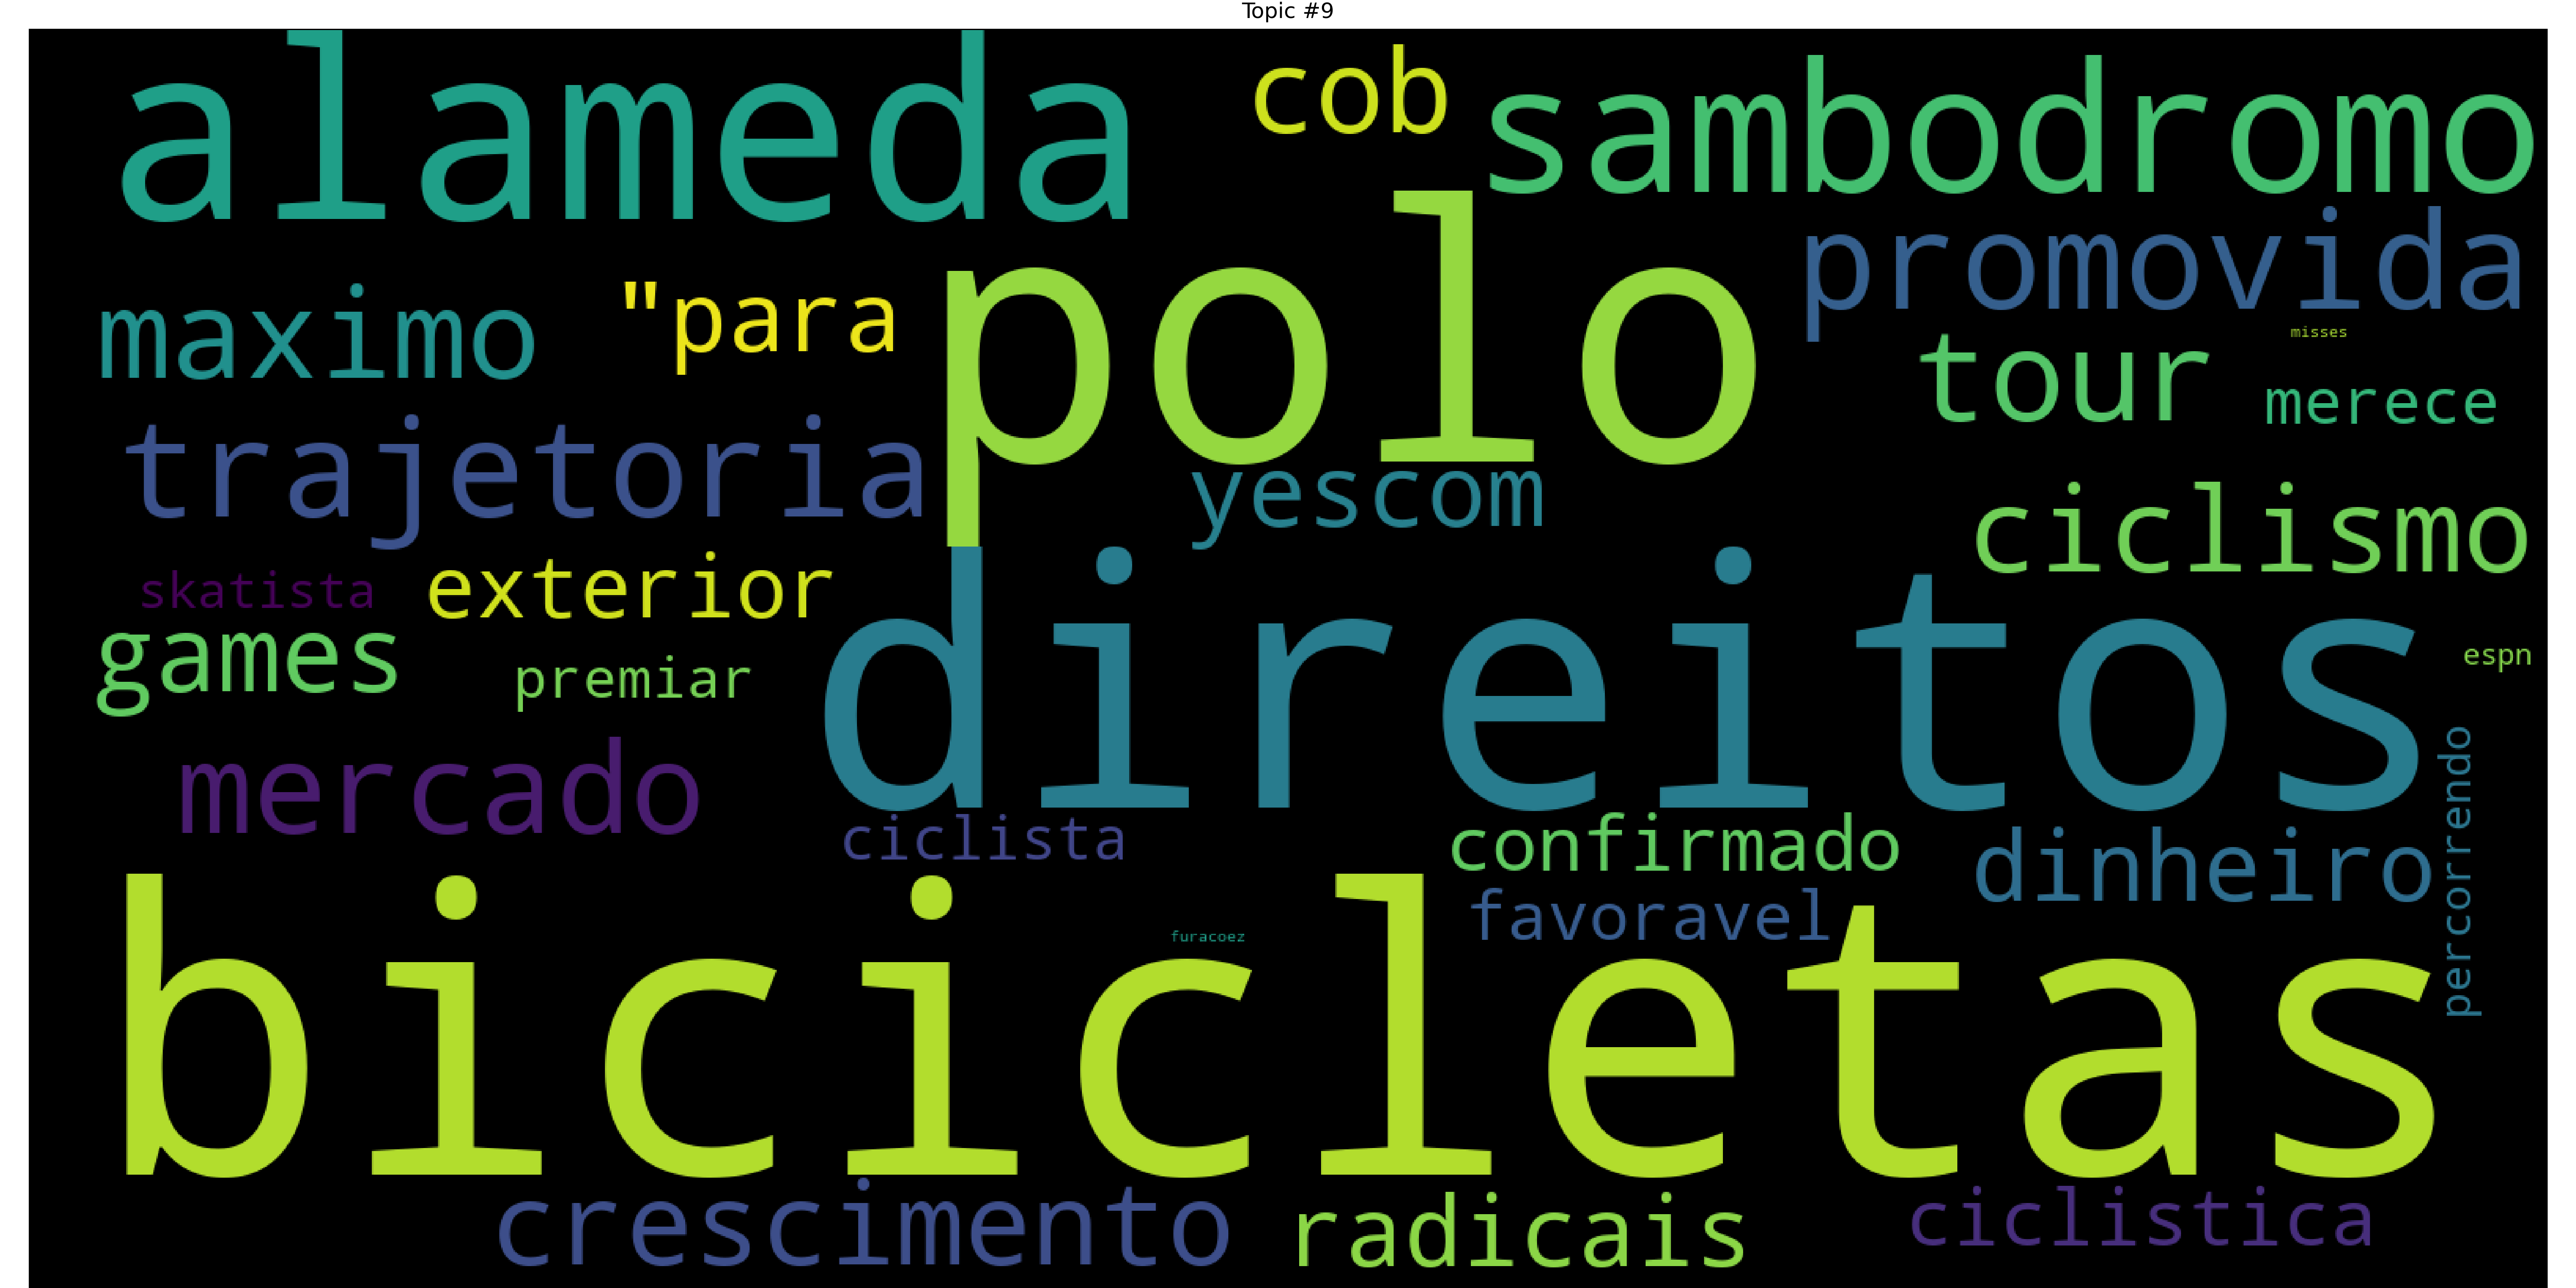 Topic #9
alameda
cob
sambodromo
polo
promovida
maximo
"para
misses
tour
merece
trajetoria
yescom
ciclismo
skatista
exterior
direitos
games
premiar
espn
mercado
ciclista
confirmado
dinheiro
percorrendo
favoravel
furacoez
bicicletas
crescimento
radicais
ciclistica